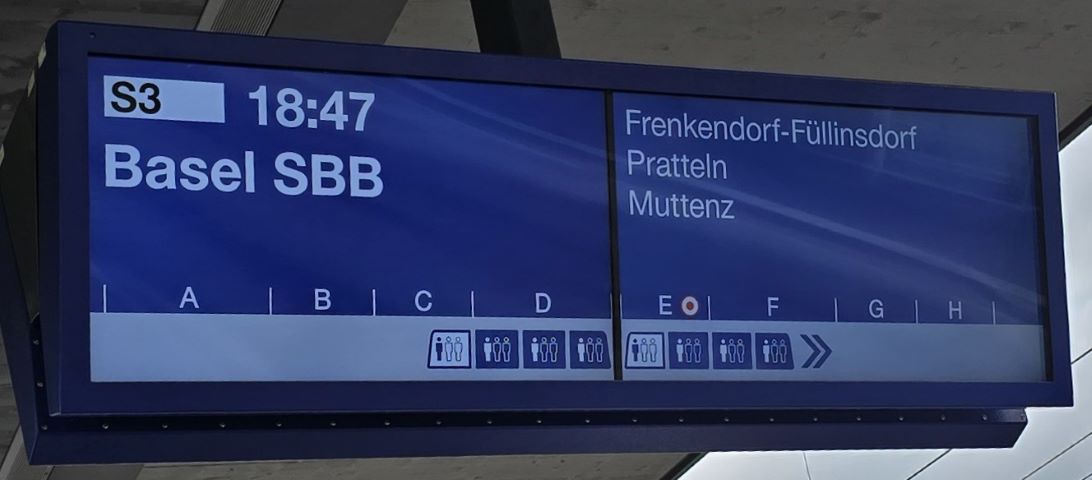 S3 18:47
Basel SBB
Frenkendorf-Füllinsdorf
Pratteln
Muttenz
A B C D E F G H